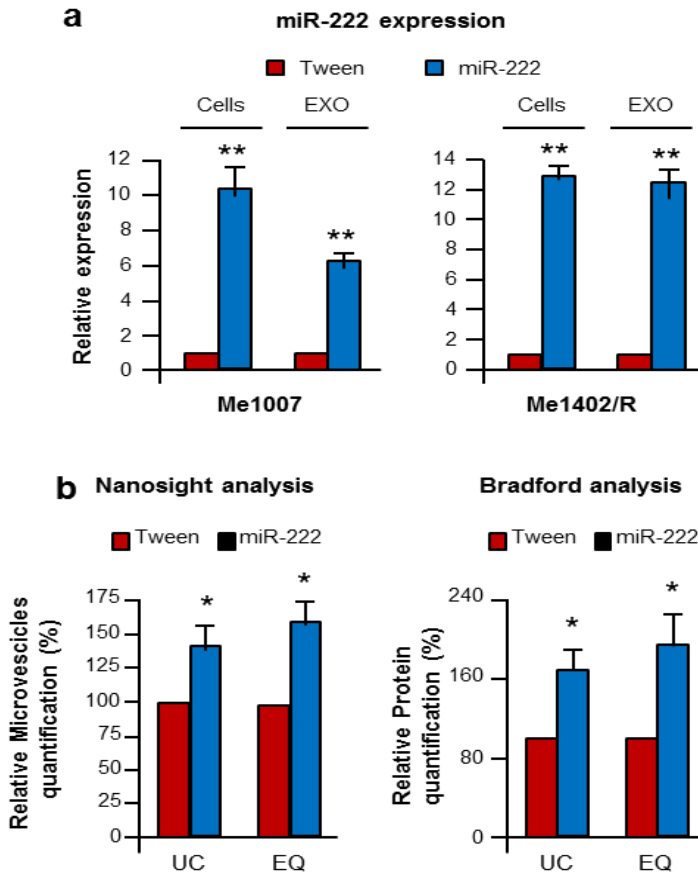 a miR-222 expression
Tween miR-222
Cells EXO Cells EXO
Relative expression
12
10
8
6
4
2
0
** **
Me1007
14
12
10
8
6
4
2
0
** **
Me1402/R
b Nanosight analysis Bradford analysis
Tween miR-222 Tween miR-222
Relative Microvescicles
quantification (%)
175
150
125
100
75
50
25
0
* *
UC EQ
Relative Protein
quantification (%)
240
160
80
0
* *
UC EQ